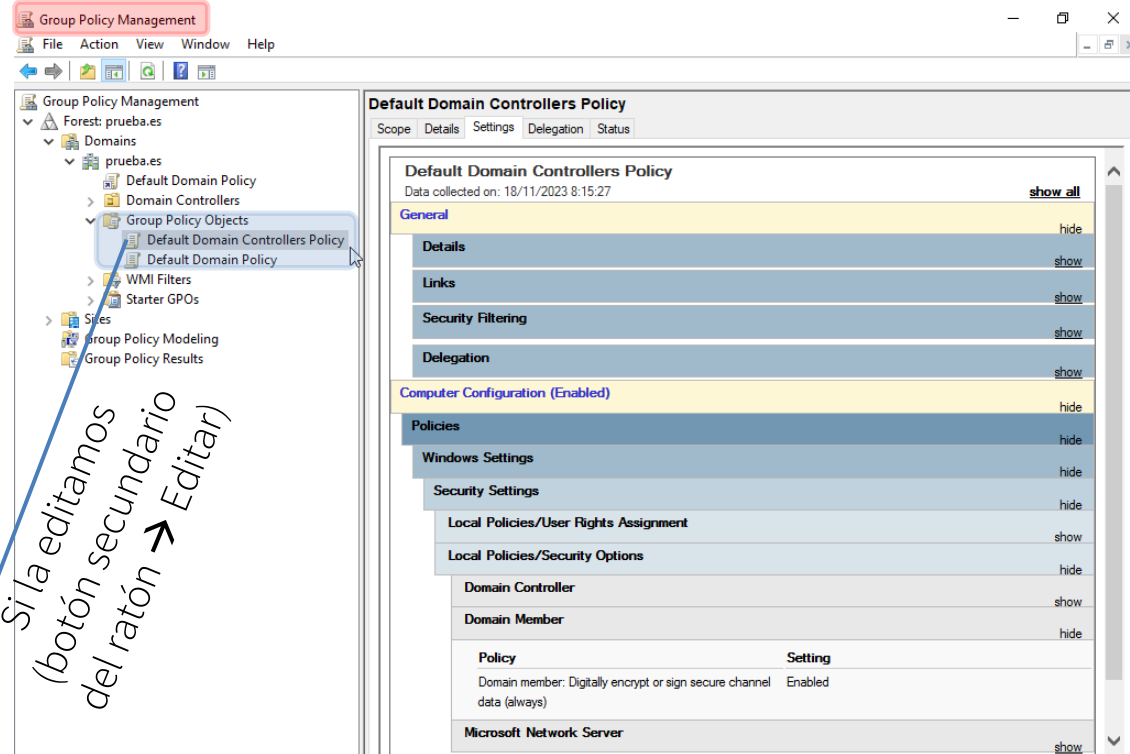 Group Policy Management
File Action View Window Help
Group Policy Management
Forest: prueba.es
Domains
prueba.es
Default Domain Policy
Domain Controllers
Group Policy Objects
Default Domain Controllers Policy
Default Domain Policy
WMI Filters
Starter GPOs
Sites
Group Policy Modeling
Group Policy Results
Si la editamos
(botón secundario
del ratón → Editar)
Default Domain Controllers Policy
Scope Details Settings Delegation Status
Default Domain Controllers Policy
Data collected on: 18/11/2023 8:15:27 show all
General hide
Details show
Links show
Security Filtering show
Delegation show
Computer Configuration (Enabled) hide
Policies hide
Windows Settings hide
Security Settings hide
Local Policies/User Rights Assignment show
Local Policies/Security Options hide
Domain Controller show
Domain Member hide
Policy Setting
Domain member: Digitally encrypt or sign secure channel Enabled
data (always)
Microsoft Network Server show